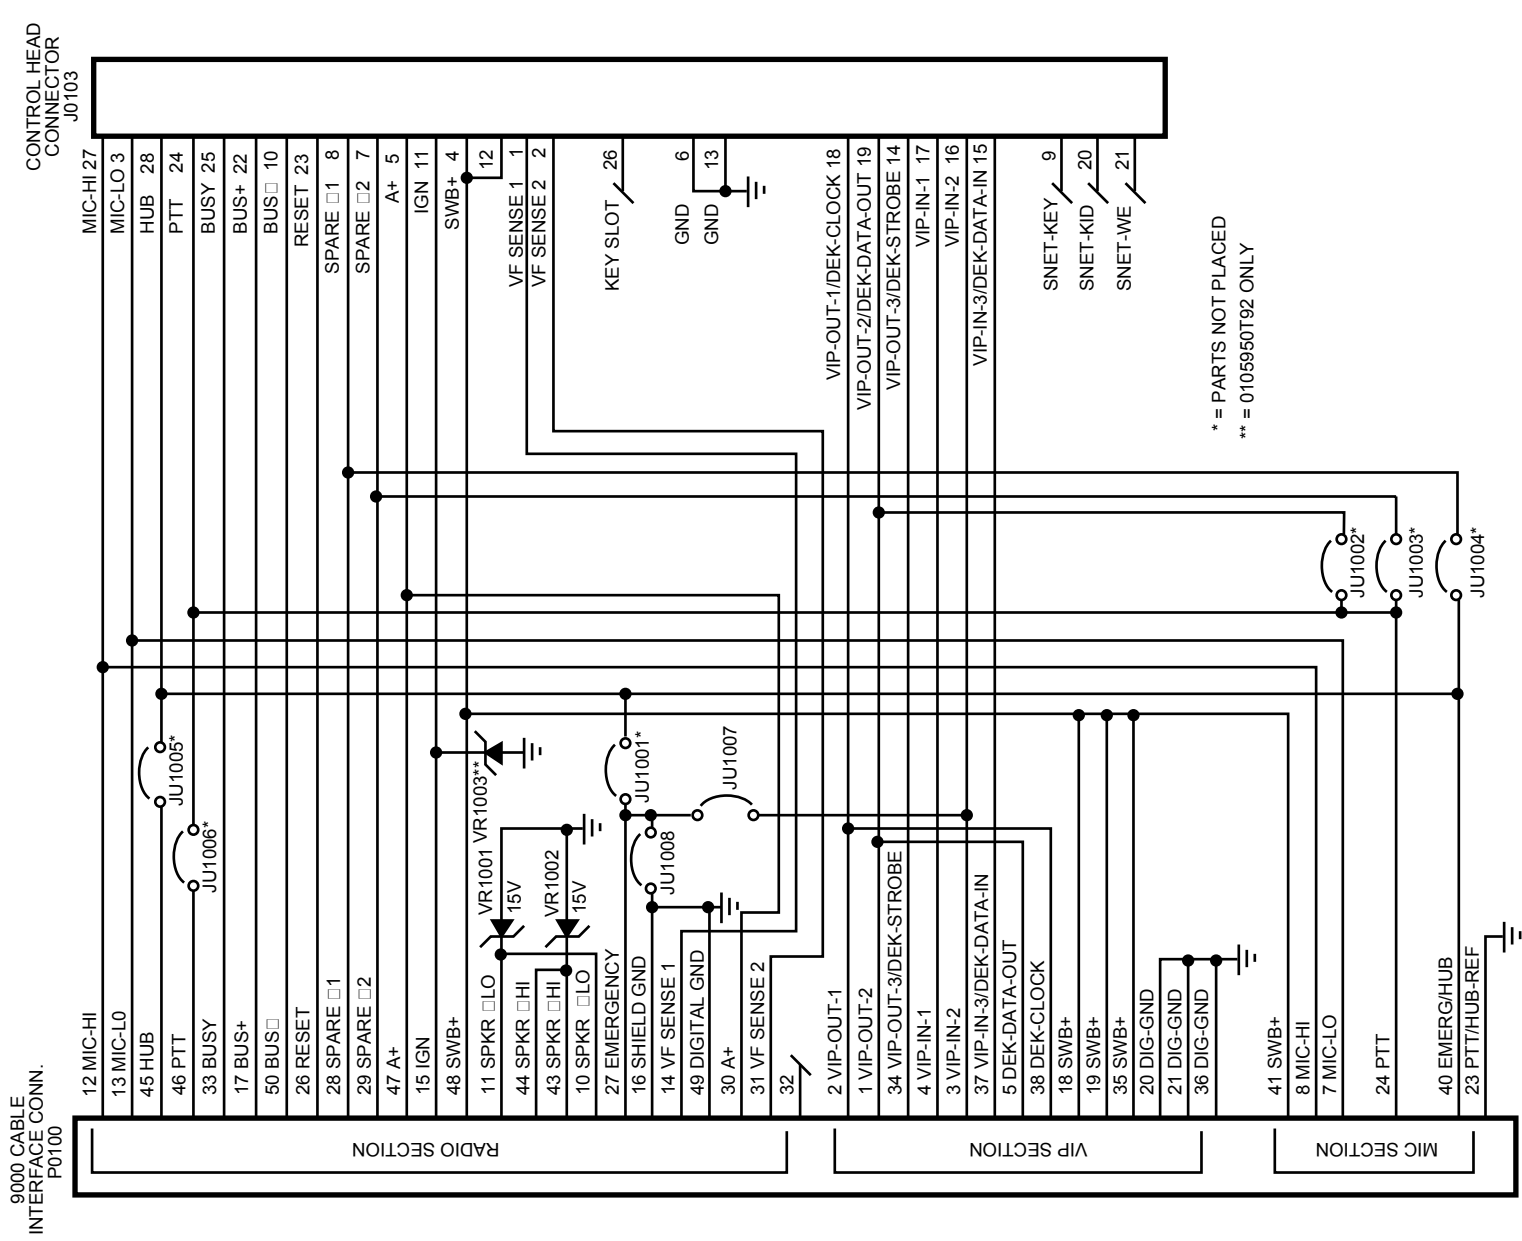 CONTROL HEAD
CONNECTOR
J0103
MIC-HI 27
MIC-LO 3
HUB 28
PTT 24
BUSY 25
BUS+ 22
BUS□ 10
RESET 23
SPARE □1 8
SPARE □2 7
A+ 5
IGN 11
SWB+ 4
12
VF SENSE 1 1
VF SENSE 2 2
KEY SLOT 26
GND 6
GND 13
VIP-OUT-1/DEK-CLOCK 18
VIP-OUT-2/DEK-DATA-OUT 19
VIP-OUT-3/DEK-STROBE 14
VIP-IN-1 17
VIP-IN-2 16
VIP-IN-3/DEK-DATA-IN 15
SNET-KEY 9
SNET-KID 20
SNET-WE 21
* = PARTS NOT PLACED
** = 0105950T92 ONLY
JU1002*
JU1003*
JU1004*
JU1005*
JU1006*
VR1003**
JU1001*
JU1007
JU1008
VR1001
15V
VR1002
15V
12 MIC-HI
13 MIC-L0
45 HUB
46 PTT
33 BUSY
17 BUS+
50 BUS□
26 RESET
28 SPARE □1
29 SPARE □2
47 A+
15 IGN
48 SWB+
11 SPKR □LO
44 SPKR □HI
43 SPKR □HI
10 SPKR □LO
27 EMERGENCY
16 SHIELD GND
14 VF SENSE 1
49 DIGITAL GND
30 A+
31 VF SENSE 2
32
2 VIP-OUT-1
1 VIP-OUT-2
34 VIP-OUT-3/DEK-STROBE
4 VIP-IN-1
3 VIP-IN-2
37 VIP-IN-3/DEK-DATA-IN
5 DEK-DATA-OUT
38 DEK-CLOCK
18 SWB+
19 SWB+
35 SWB+
20 DIG-GND
21 DIG-GND
36 DIG-GND
41 SWB+
8 MIC-HI
7 MIC-LO
24 PTT
40 EMERG/HUB
23 PTT/HUB-REF
RADIO SECTION
VIP SECTION
MIC SECTION
9000 CABLE
INTERFACE CONN.
P0100